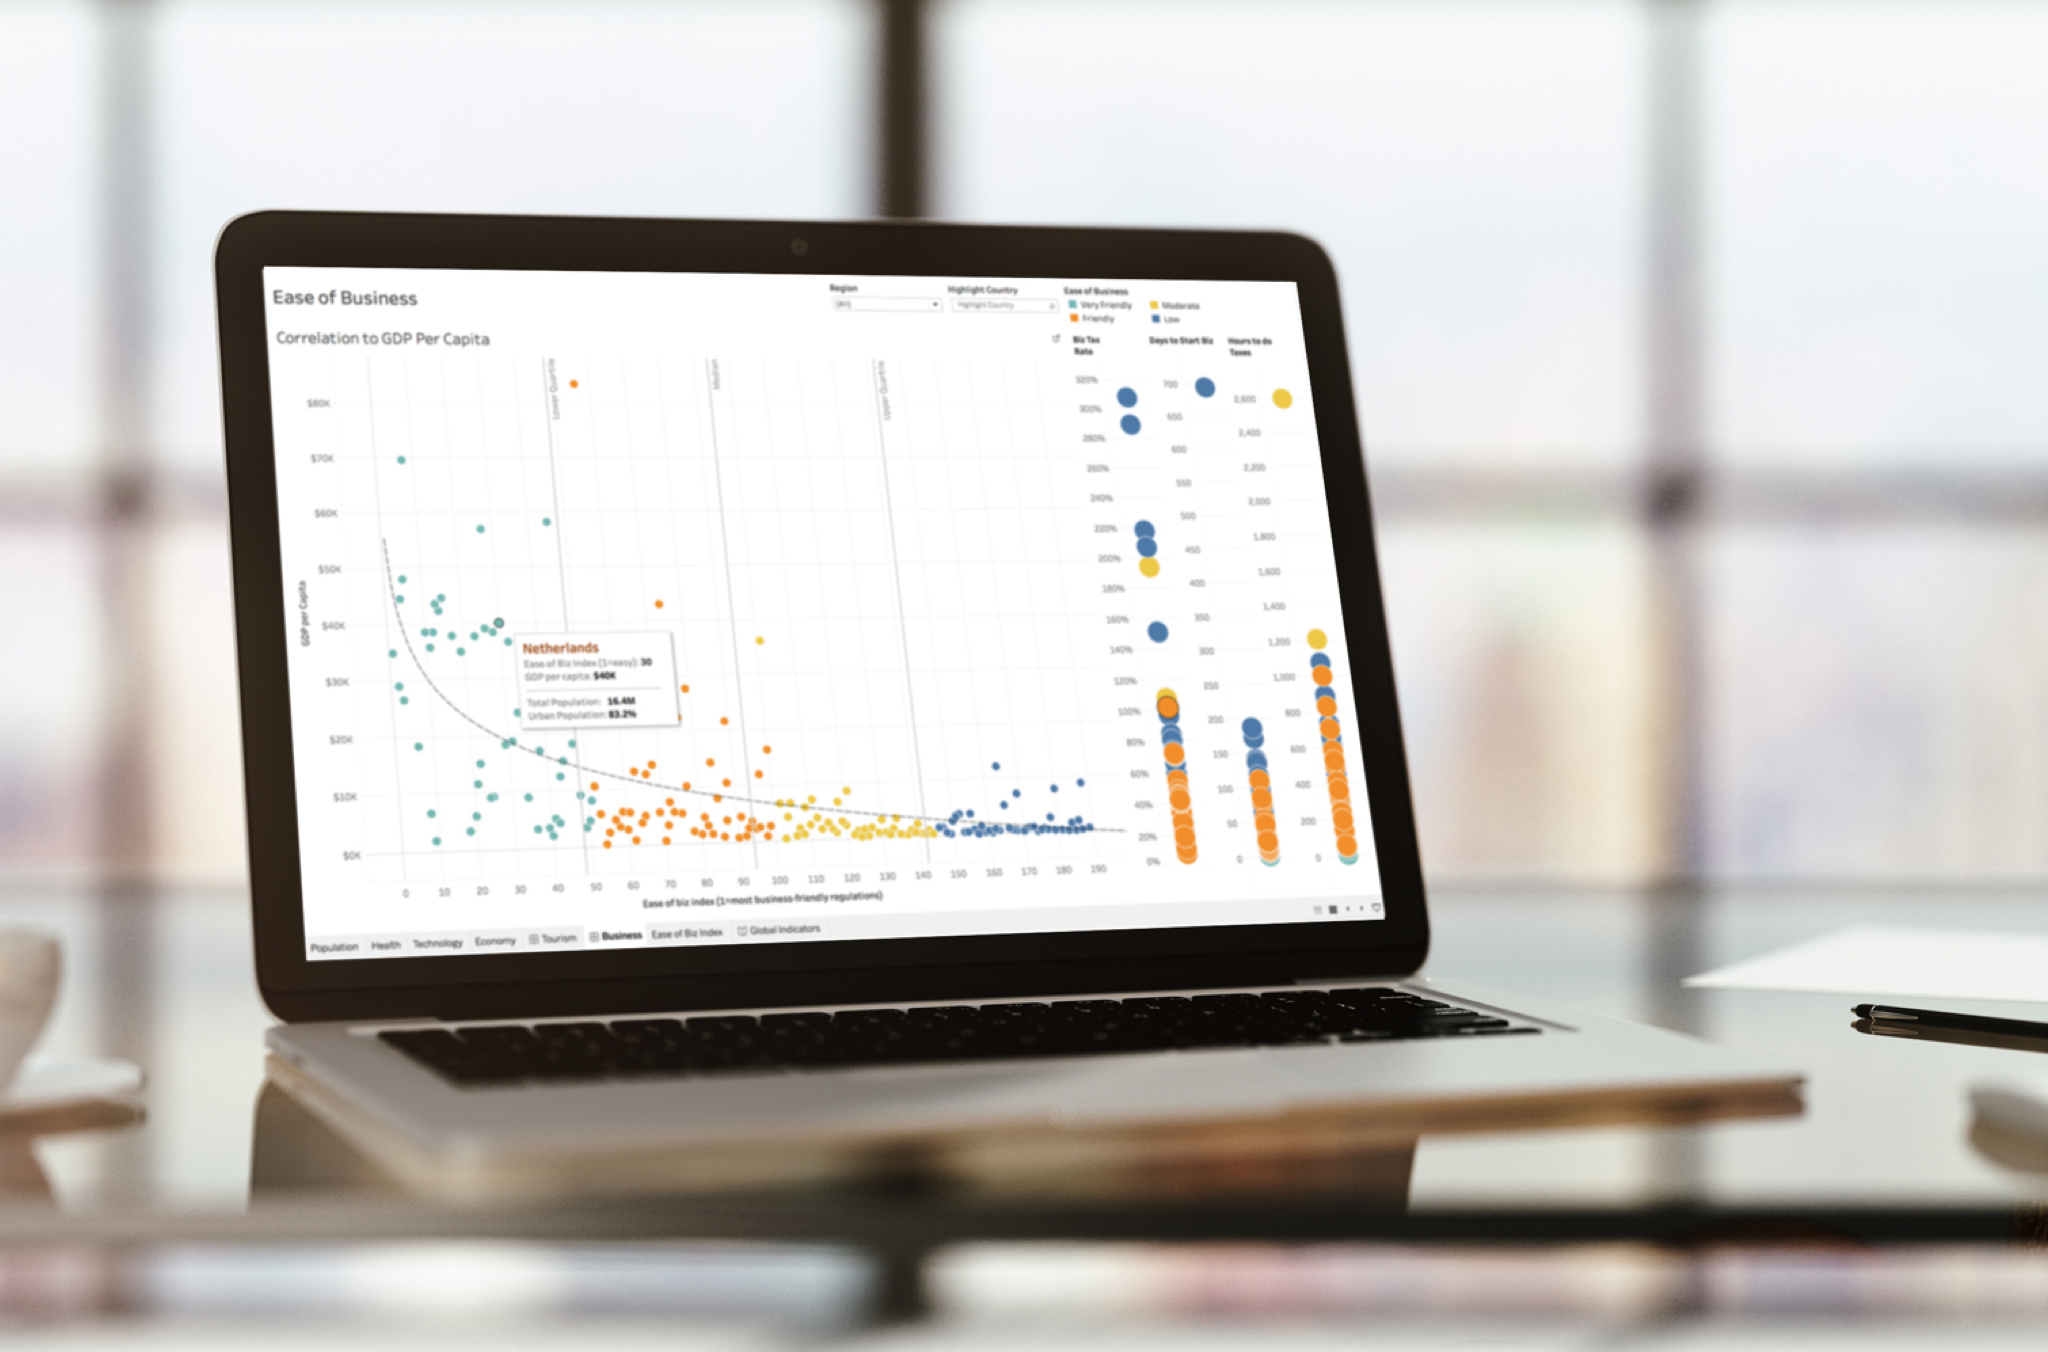 Ease of Business
Region
(All)
Highlight Country
Highlight Country
Ease of Business
Very Friendly
Moderate
Friendly
Low
Correlation to GDP Per Capita
Biz Tax
Rate
Days to Start Biz
Hours to do
Taxes
Lower Quartile
Median
Upper Quartile
GDP per Capita
$80K
$70K
$60K
$50K
$40K
$30K
$20K
$10K
$0K
Netherlands
Ease of Biz Index (1=easy): 30
GDP per capita: $40K
Total Population: 16.4M
Urban Population: 83.2%
0 10 20 30 40 50 60 70 80 90 100 110 120 130 140 150 160 170 180 190
Ease of biz index (1=most business-friendly regulations)
320%
300%
280%
260%
240%
220%
200%
180%
160%
140%
120%
100%
80%
60%
40%
20%
0%
700
650
600
550
500
450
400
350
300
250
200
150
100
50
0
2,600
2,400
2,200
2,000
1,800
1,600
1,400
1,200
1,000
800
600
400
200
0
Population Health Technology Economy Tourism Business Ease of Biz Index Global Indicators